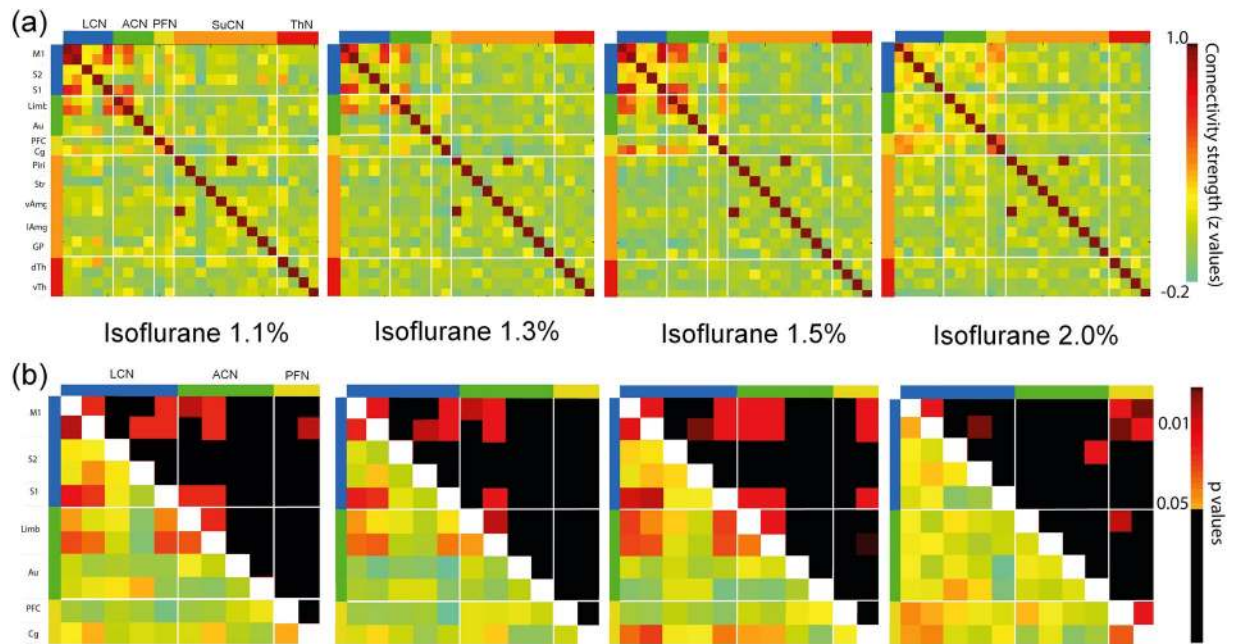 (a)
LCN ACN PFN SuCN ThN
M1
S2
S1
Limb
Au
PFC
Cg
Piri
Str
vAmg
lAmg
GP
dTh
vTh
1.0
Connectivity strength (z values)
-0.2
Isoflurane 1.1% Isoflurane 1.3% Isoflurane 1.5% Isoflurane 2.0%
(b)
LCN ACN PFN
M1
S2
S1
Limb
Au
PFC
Cg
0.01
0.05
p values